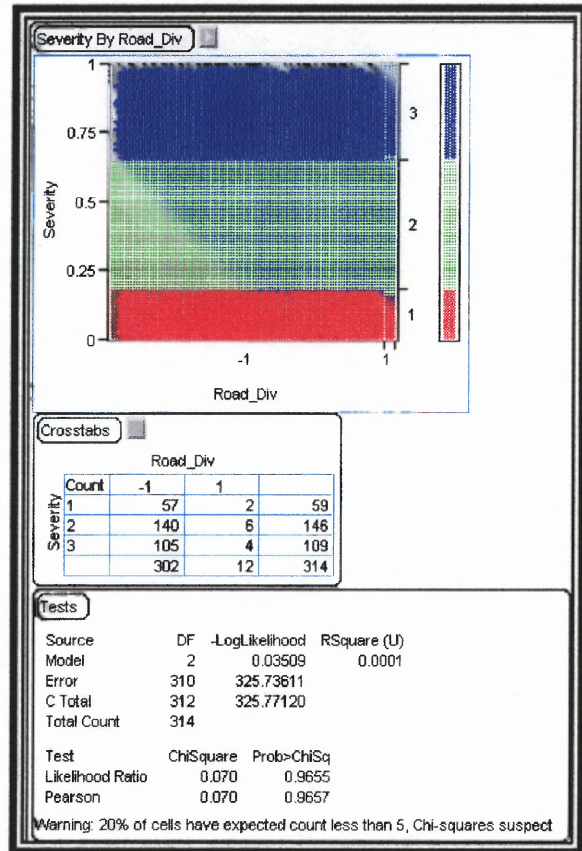 Severity By Road_Div
1
0.75
0.5
0.25
0
Severity
3
2
1
-1 1
Road_Div
Crosstabs
Road_Div
Severity
Count -1 1
1 57 2 59
2 140 6 146
3 105 4 109
302 12 314
Tests
Source DF -LogLikelihood RSquare (U)
Model 2 0.03509 0.0001
Error 310 325.73611
C Total 312 325.77120
Total Count 314
Test ChiSquare Prob>ChiSq
Likelihood Ratio 0.070 0.9655
Pearson 0.070 0.9657
Warning: 20% of cells have expected count less than 5, Chi-squares suspect